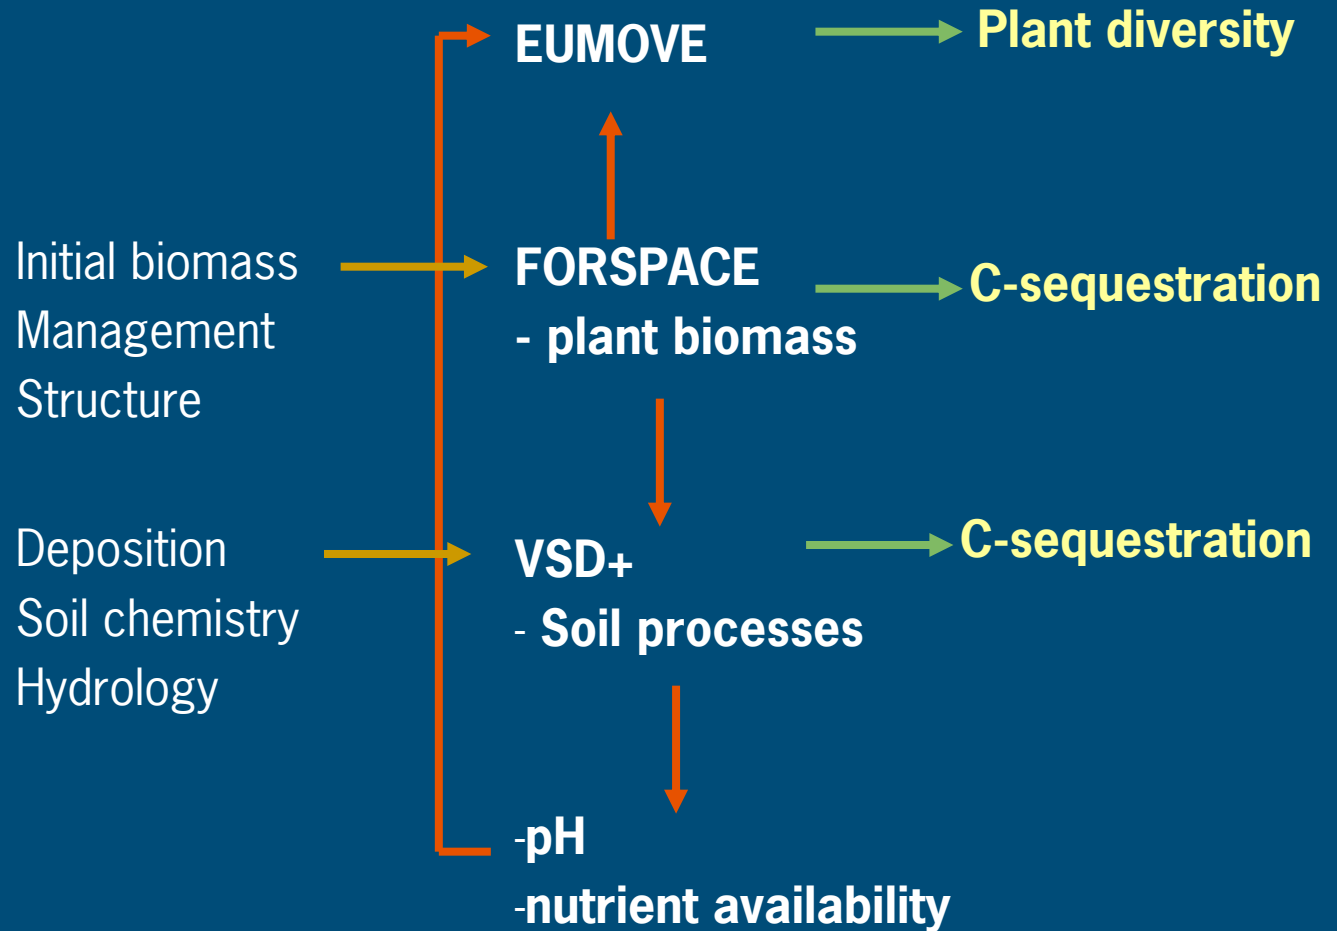 EUMOVE
Plant diversity
Initial biomass
Management
Structure
FORSPACE
- plant biomass
C-sequestration
Deposition
Soil chemistry
Hydrology
VSD+
- Soil processes
C-sequestration
-pH
-nutrient availability